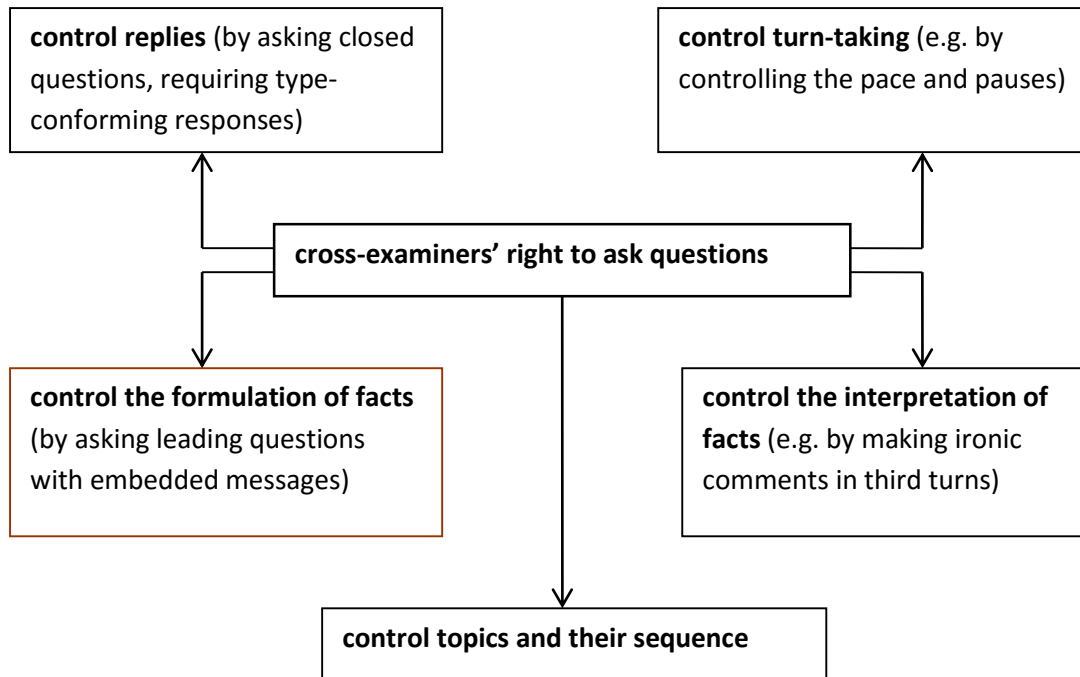 control replies (by asking closed
questions, requiring type-
conforming responses)
control turn-taking (e.g. by
controlling the pace and pauses)
cross-examiners’ right to ask questions
control the formulation of facts
(by asking leading questions
with embedded messages)
control the interpretation of
facts (e.g. by making ironic
comments in third turns)
control topics and their sequence